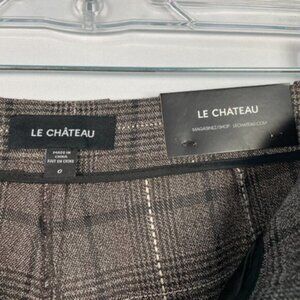 LE CHÂTEAU
MADE IN
CHINA
FAIT EN CHINE
0
LE CHATEAU
MAGASINEZ/SHOP : LECHATEAU.COM